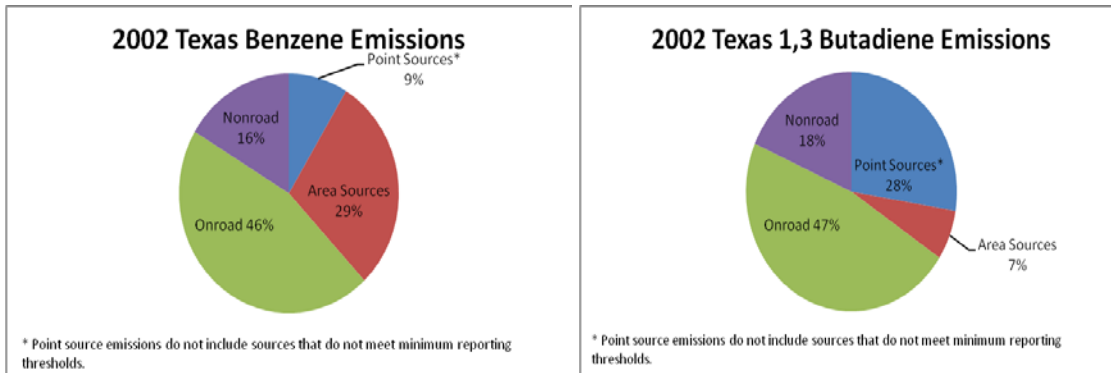 2002 Texas Benzene Emissions
Point Sources*
9%
Nonroad
16%
Area Sources
29%
Onroad 46%
* Point source emissions do not include sources that do not meet minimum reporting
thresholds.
2002 Texas 1,3 Butadiene Emissions
Nonroad
18%
Point Sources*
28%
Onroad 47%
Area Sources
7%
* Point source emissions do not include sources that do not meet minimum reporting
thresholds.